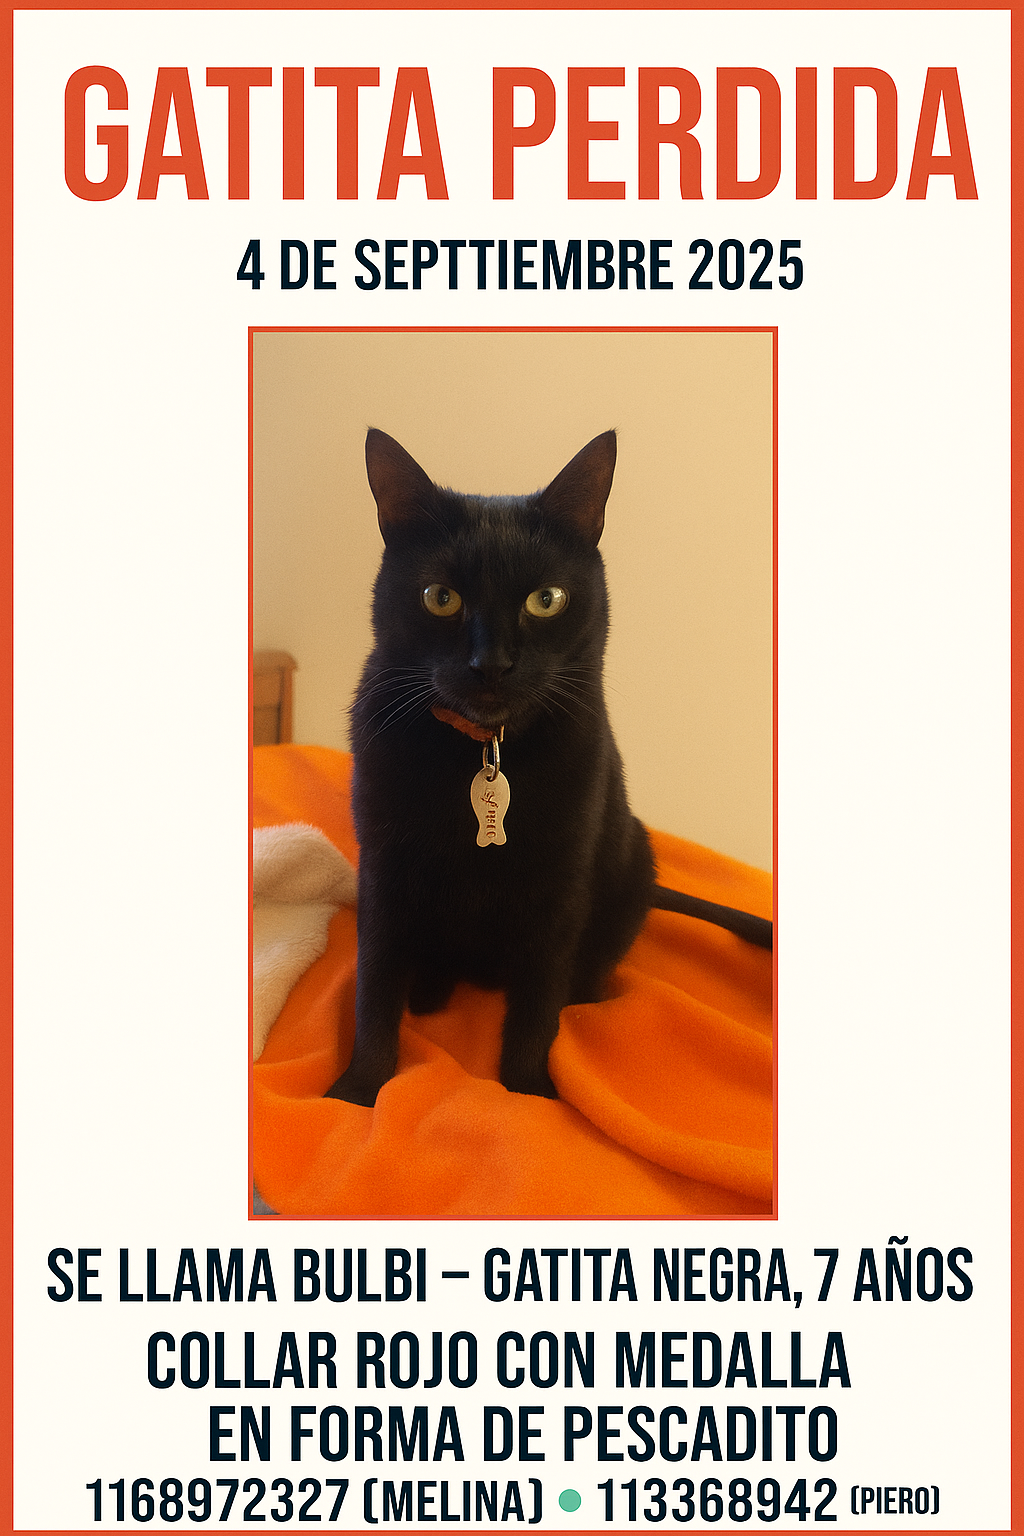 GATITA PERDIDA
4 DE SEPTTIEMBRE 2025
SE LLAMA BULBI – GATITA NEGRA, 7 AÑOS
COLLAR ROJO CON MEDALLA
EN FORMA DE PESCADITO
1168972327 (MELINA) • 113368942 (PIERO)